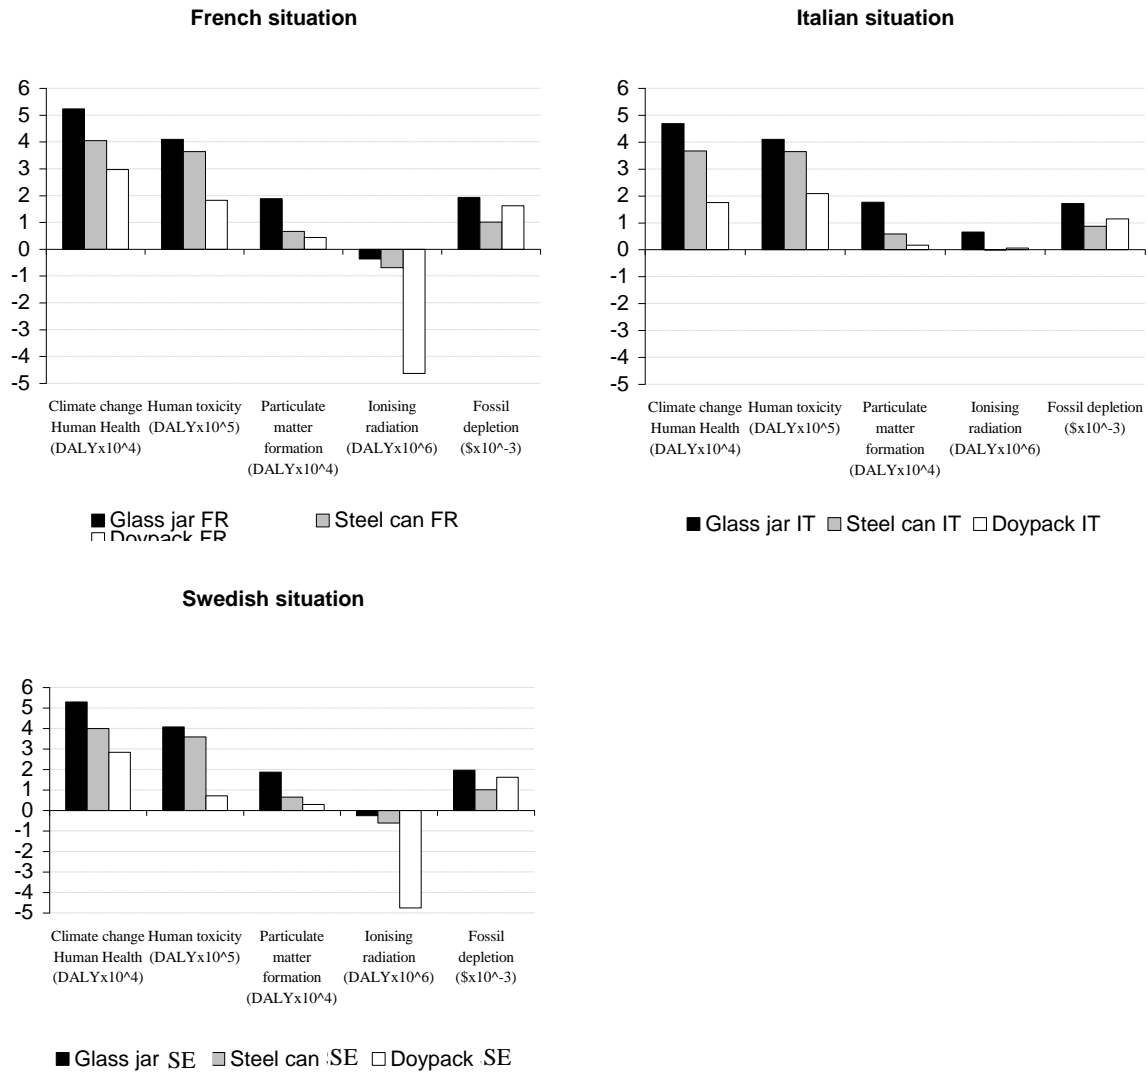 French situation
6
5
4
3
2
1
0
-1
-2
-3
-4
-5
Climate change Human toxicity Particulate Ionising Fossil
Human Health (DALYx10^5) matter radiation depletion
(DALYx10^4) formation (DALYx10^6) ($x10^-3)
(DALYx10^4)
Glass jar FR Steel can FR
Doypack FR
Italian situation
6
5
4
3
2
1
0
-1
-2
-3
-4
-5
Climate change Human toxicity Particulate Ionising Fossil depletion
Human Health (DALYx10^5) matter radiation ($x10^-3)
(DALYx10^4) formation (DALYx10^6)
(DALYx10^4)
Glass jar IT Steel can IT Doypack IT
Swedish situation
6
5
4
3
2
1
0
-1
-2
-3
-4
-5
Climate change Human toxicity Particulate Ionising Fossil
Human Health (DALYx10^5) matter radiation depletion
(DALYx10^4) formation (DALYx10^6) ($x10^-3)
(DALYx10^4)
Glass jar SE Steel can SE Doypack SE